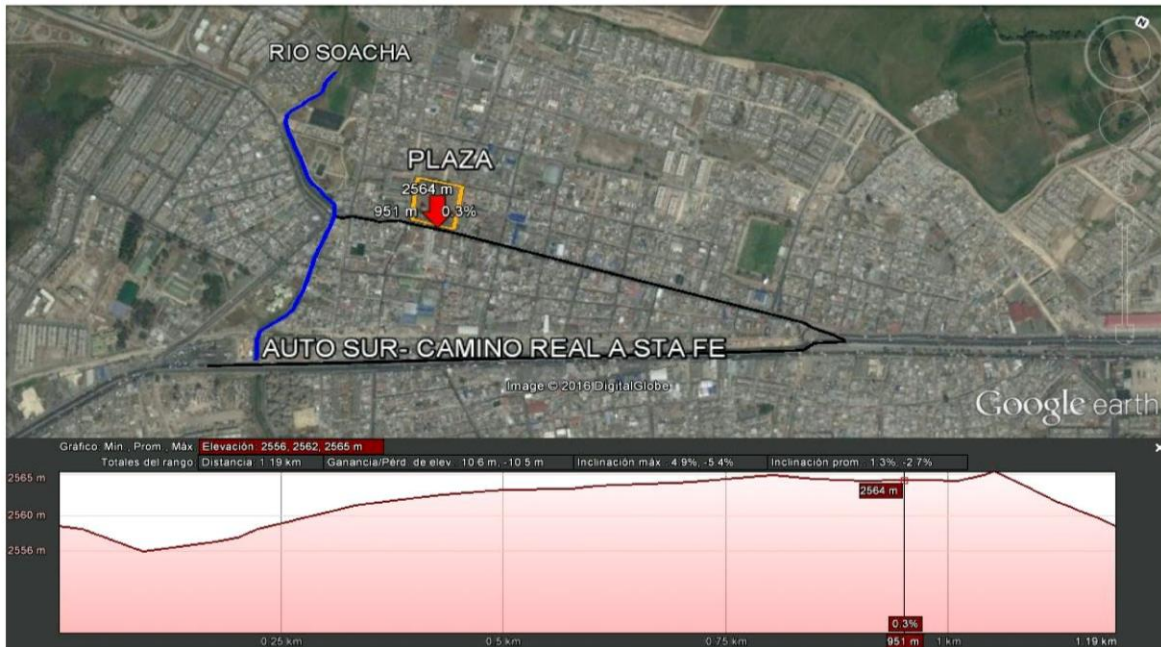 N
RIO SOACHA
PLAZA
2564 m
951 m 0.3%
AUTO SUR- CAMINO REAL A STA FE
Image © 2016 DigitalGlobe
Google earth
Gráfico: Mín., Prom., Máx. Elevación: 2556, 2562, 2565 m
Totales del rango: Distancia: 1.19 km Ganancia/Pérd. de elev.: 10.6 m, -10.5 m Inclinación máx.: 4.9%, -5.4% Inclinación prom.: 1.3%, -2.7%
2565 m
2564 m
2560 m
2556 m
0.3%
0.25 km 0.5 km 0.75 km 951 m 1 km 1.19 km